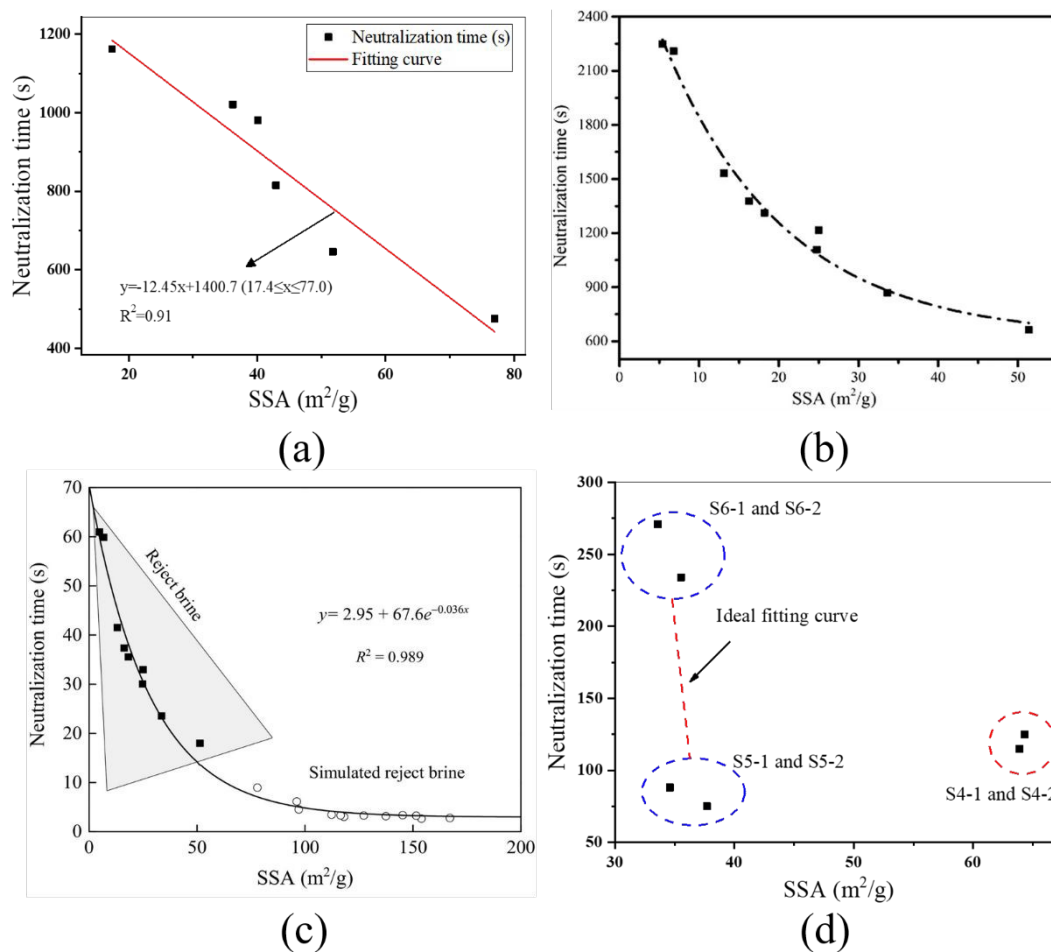 1200
1000
800
600
400
20
40
60
80
Neutralization time (s)
SSA (m²/g)
Neutralization time (s)
Fitting curve
y=-12.45x+1400.7 (17.4≤x≤77.0)
R²=0.91
(a)
2400
2100
1800
1500
1200
900
600
0
10
20
30
40
50
Neutralization time (s)
SSA (m²/g)
(b)
70
60
50
40
30
20
10
0
0
50
100
150
200
Neutralization time (s)
SSA (m²/g)
Reject brine
y = 2.95 + 67.6e⁻⁰·⁰³⁶ˣ
R² = 0.989
Simulated reject brine
(c)
300
250
200
150
100
50
30
40
50
60
Neutralization time (s)
SSA (m²/g)
S6-1 and S6-2
Ideal fitting curve
S5-1 and S5-2
S4-1 and S4-2
(d)